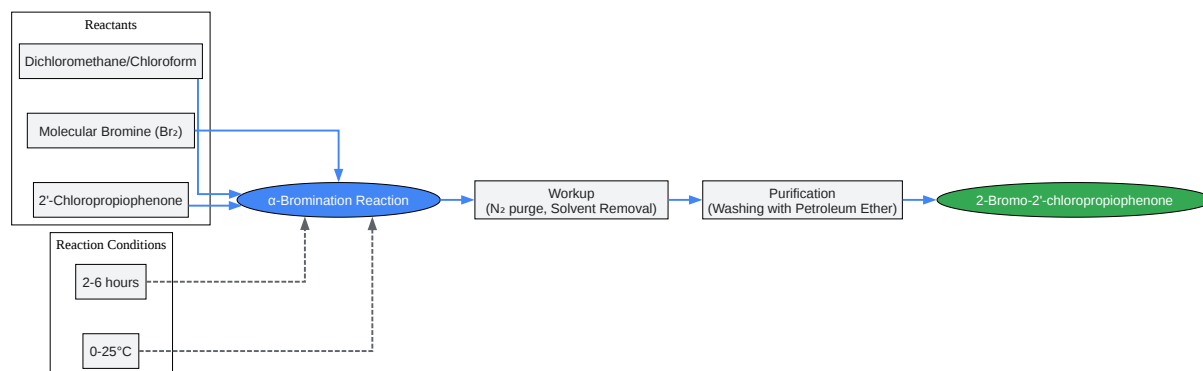 Reactants
Dichloromethane/Chloroform
Molecular Bromine (Br₂)
2'-Chloropropiophenone
α-Bromination Reaction
Workup
(N₂ purge, Solvent Removal)
Purification
(Washing with Petroleum Ether)
2-Bromo-2'-chloropropiophenone
Reaction Conditions
2-6 hours
0-25°C